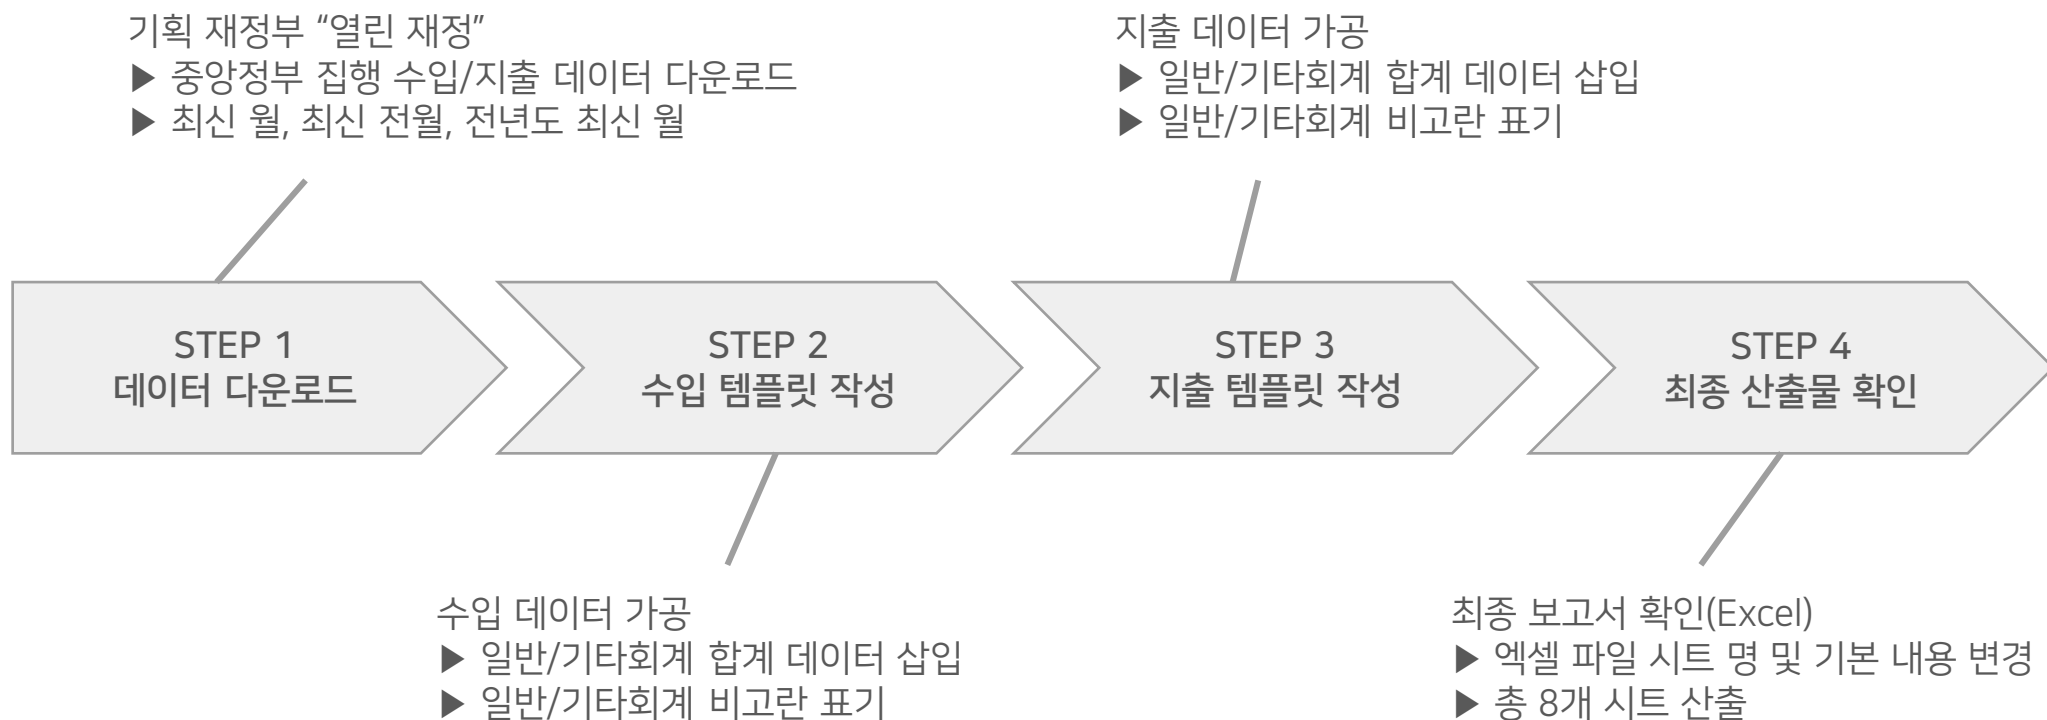 기획 재정부 “열린 재정”
▶ 중앙정부 집행 수입/지출 데이터 다운로드
▶ 최신 월, 최신 전월, 전년도 최신 월
지출 데이터 가공
▶ 일반/기타회계 합계 데이터 삽입
▶ 일반/기타회계 비고란 표기
STEP 1
데이터 다운로드
STEP 2
수입 템플릿 작성
STEP 3
지출 템플릿 작성
STEP 4
최종 산출물 확인
수입 데이터 가공
▶ 일반/기타회계 합계 데이터 삽입
▶ 일반/기타회계 비고란 표기
최종 보고서 확인(Excel)
▶ 엑셀 파일 시트 명 및 기본 내용 변경
▶ 총 8개 시트 산출